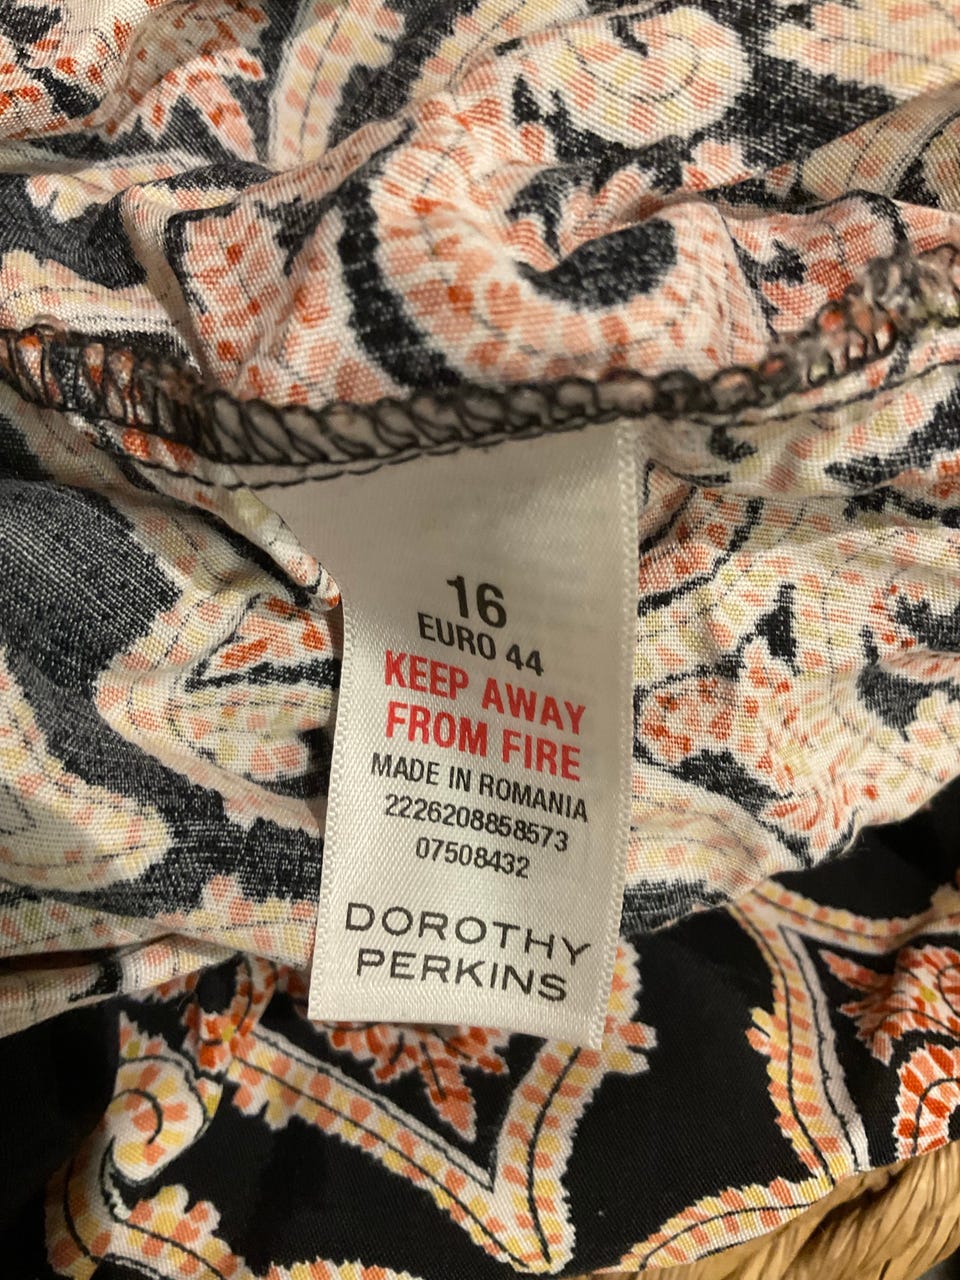 16
EURO 44
KEEP AWAY
FROM FIRE
MADE IN ROMANIA
2226208858573
07508432
DOROTHY
PERKINS